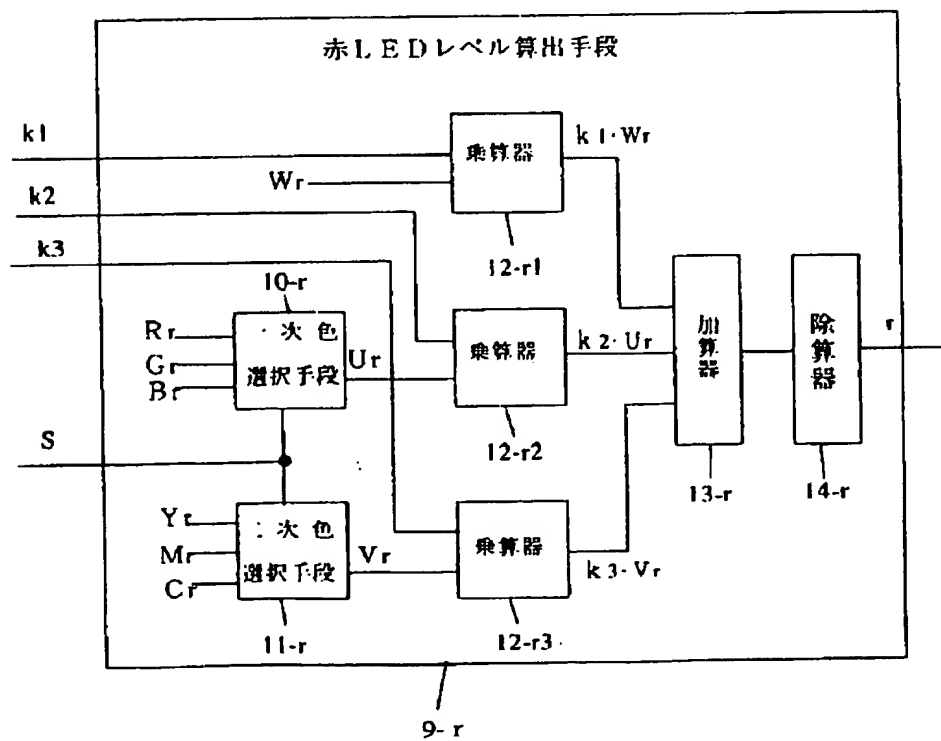 赤LEDレベル算出手段
k1
乗算器
k1・Wr
Wr
k2
12-r1
k3
10-r
Rr
Gr
Br
一次色
選択手段
Ur
乗算器
k2・Ur
加算器
除算器
r
12-r2
S
13-r
14-r
Yr
Mr
Cr
二次色
選択手段
Vr
乗算器
k3・Vr
11-r
12-r3
9-r